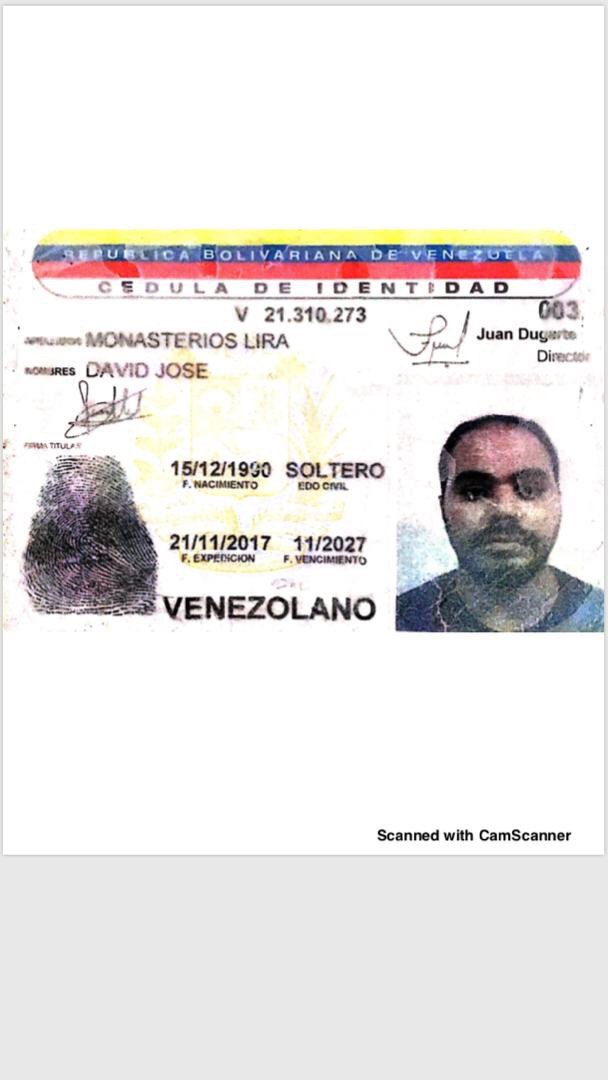 REPUBLICA BOLIVARIANA DE VENEZUELA
CEDULA DE IDENTIDAD
V 21.310.273
003
APELLIDOS MONASTERIOS LIRA
Juan Dugarte
Director
NOMBRES DAVID JOSE
FIRMA TITULAR
15/12/1990 SOLTERO
F. NACIMIENTO EDO CIVIL
21/11/2017 11/2027
F. EXPEDICION F. VENCIMIENTO
VENEZOLANO
Scanned with CamScanner